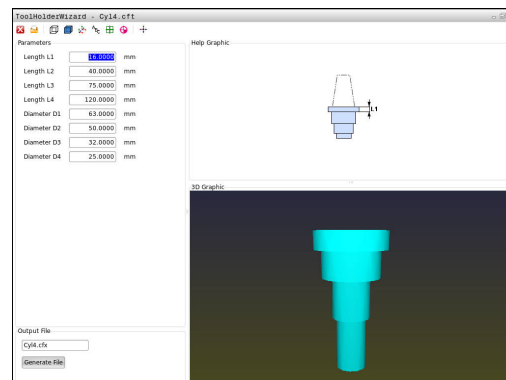 ToolHolderWizard - Cyl4.cft
Parameters
Length L1 16.0000 mm
Length L2 40.0000 mm
Length L3 75.0000 mm
Length L4 120.0000 mm
Diameter D1 63.0000 mm
Diameter D2 50.0000 mm
Diameter D3 32.0000 mm
Diameter D4 25.0000 mm
Output File
Cyl4.cfx
Generate File
Help Graphic
L1
3D Graphic